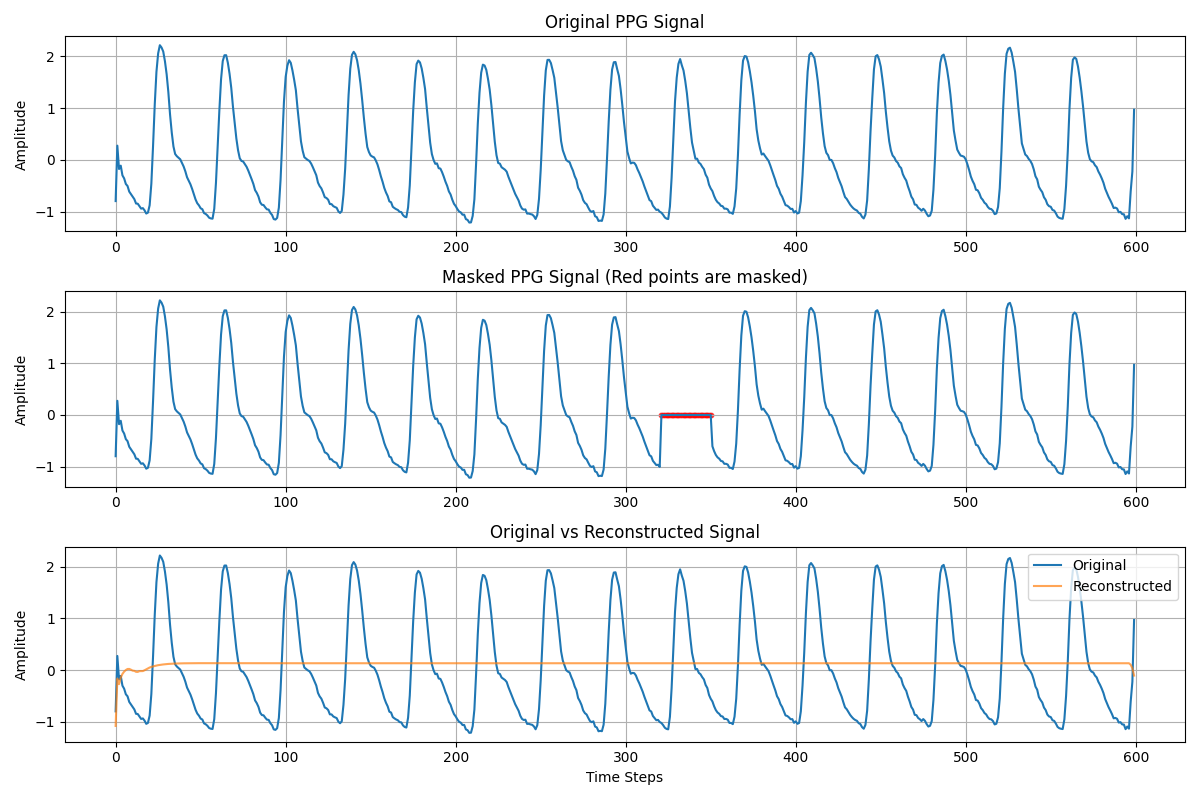 Original PPG Signal
Amplitude
2
1
0
−1
0 100 200 300 400 500 600
Masked PPG Signal (Red points are masked)
Amplitude
2
1
0
−1
0 100 200 300 400 500 600
Original vs Reconstructed Signal
Amplitude
2
1
0
−1
Original
Reconstructed
0 100 200 300 400 500 600
Time Steps